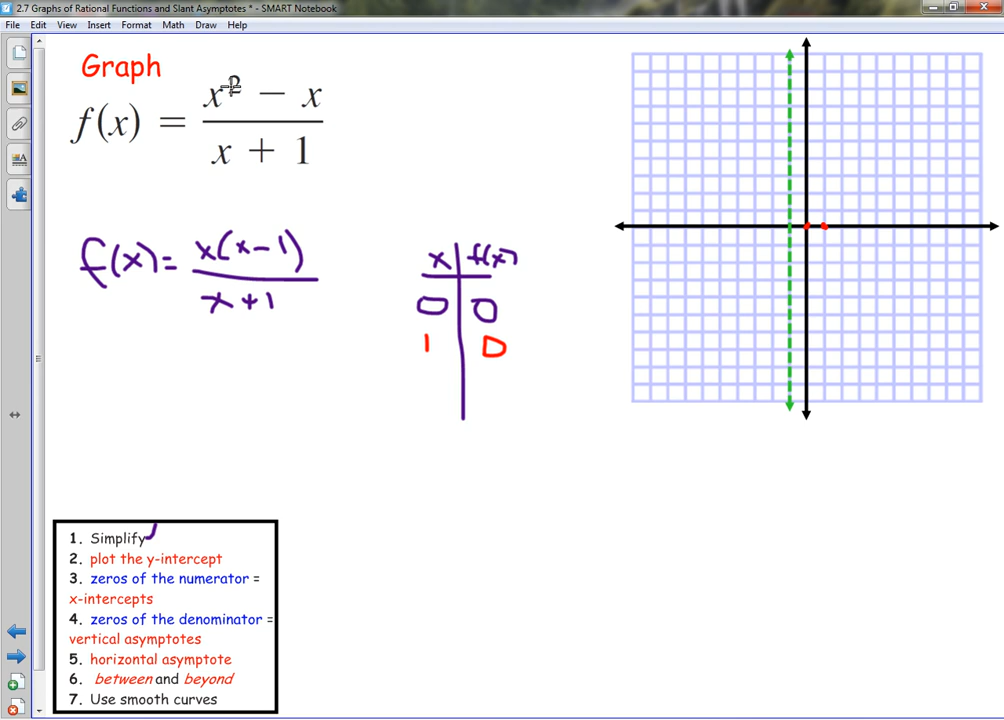 2.7 Graphs of Rational Functions and Slant Asymptotes * - SMART Notebook
File Edit View Insert Format Math Draw Help
Graph
f(x) = (x² − x)/(x + 1)
f(x) = x(x−1)/(x+1)
x f(x)
0 0
1 0
1. Simplify
2. plot the y-intercept
3. zeros of the numerator =
x-intercepts
4. zeros of the denominator =
vertical asymptotes
5. horizontal asymptote
6. between and beyond
7. Use smooth curves